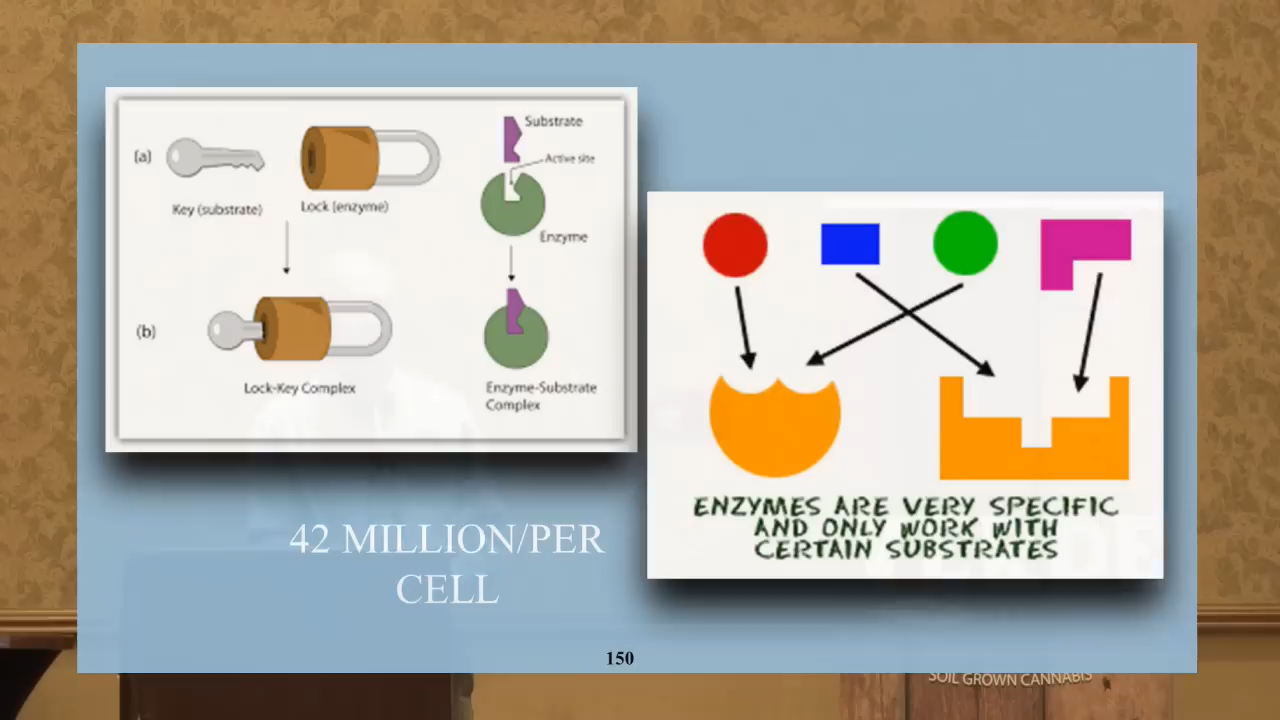 (a)
Key (substrate)
Lock (enzyme)
Substrate
Active site
Enzyme
(b)
Lock-Key Complex
Enzyme-Substrate
Complex
ENZYMES ARE VERY SPECIFIC
AND ONLY WORK WITH
CERTAIN SUBSTRATES
42 MILLION/PER
CELL
150
SOIL GROWN CANNABIS